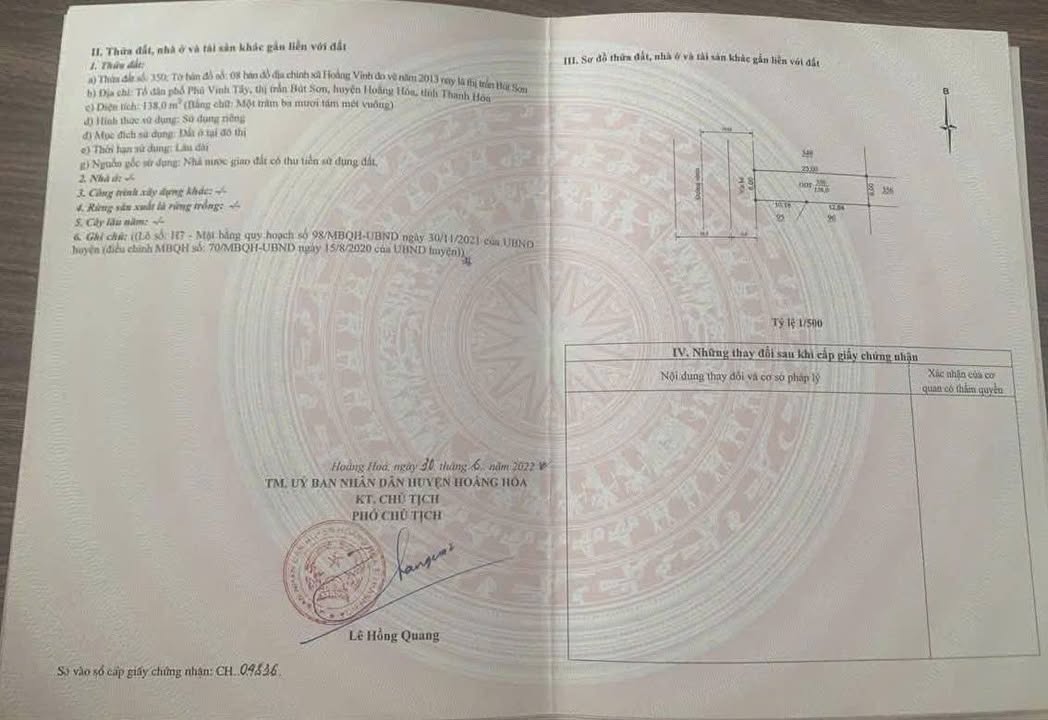 II. Thửa đất, nhà ở và tài sản khác gắn liền với đất
1. Thửa đất:
a) Thửa đất số: 350; Tờ bản đồ số: 08 bản đồ địa chính xã Hoằng Vinh đo vẽ năm 2013 nay là thị trấn Bút Sơn
b) Địa chỉ: Tổ dân phố Phú Vinh Tây, thị trấn Bút Sơn, huyện Hoằng Hóa, tỉnh Thanh Hóa
c) Diện tích: 138,0 m² (Bằng chữ: Một trăm ba mươi tám mét vuông)
d) Hình thức sử dụng: Sử dụng riêng
đ) Mục đích sử dụng: Đất ở tại đô thị
e) Thời hạn sử dụng: Lâu dài
g) Nguồn gốc sử dụng: Nhà nước giao đất có thu tiền sử dụng đất.
2. Nhà ở: -/-
3. Công trình xây dựng khác: -/-
4. Rừng sản xuất là rừng trồng: -/-
5. Cây lâu năm: -/-
6. Ghi chú: ((Lô số: H7 - Mặt bằng quy hoạch số 98/MBQH-UBND ngày 30/11/2021 của UBND
huyện (điều chỉnh MBQH số: 70/MBQH-UBND ngày 15/8/2020 của UBND huyện)).
Hoằng Hoá, ngày 30 tháng 6 năm 2022
TM. UỶ BAN NHÂN DÂN HUYỆN HOẰNG HÓA
KT. CHỦ TỊCH
PHÓ CHỦ TỊCH
Lê Hồng Quang
Số vào sổ cấp giấy chứng nhận: CH..09836.
III. Sơ đồ thửa đất, nhà ở và tài sản khác gắn liền với đất
B
349
23.00
Vỉa hè
6.00
ODT 350
138,0
6.00
356
10.16
12.84
95
96
Tỷ lệ 1/500
IV. Những thay đổi sau khi cấp giấy chứng nhận
Nội dung thay đổi và cơ sở pháp lý
Xác nhận của cơ
quan có thẩm quyền